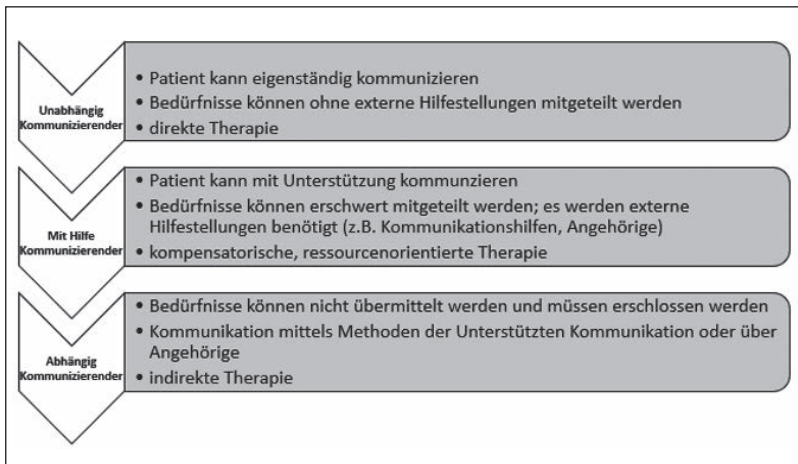 Unabhängig
Kommunizierender
• Patient kann eigenständig kommunizieren
• Bedürfnisse können ohne externe Hilfestellungen mitgeteilt werden
• direkte Therapie
Mit Hilfe
Kommunizierender
• Patient kann mit Unterstützung kommunzieren
• Bedürfnisse können erschwert mitgeteilt werden; es werden externe
Hilfestellungen benötigt (z.B. Kommunikationshilfen, Angehörige)
• kompensatorische, ressourcenorientierte Therapie
Abhängig
Kommunizierender
• Bedürfnisse können nicht übermittelt werden und müssen erschlossen werden
• Kommunikation mittels Methoden der Unterstützten Kommunikation oder über
Angehörige
• indirekte Therapie